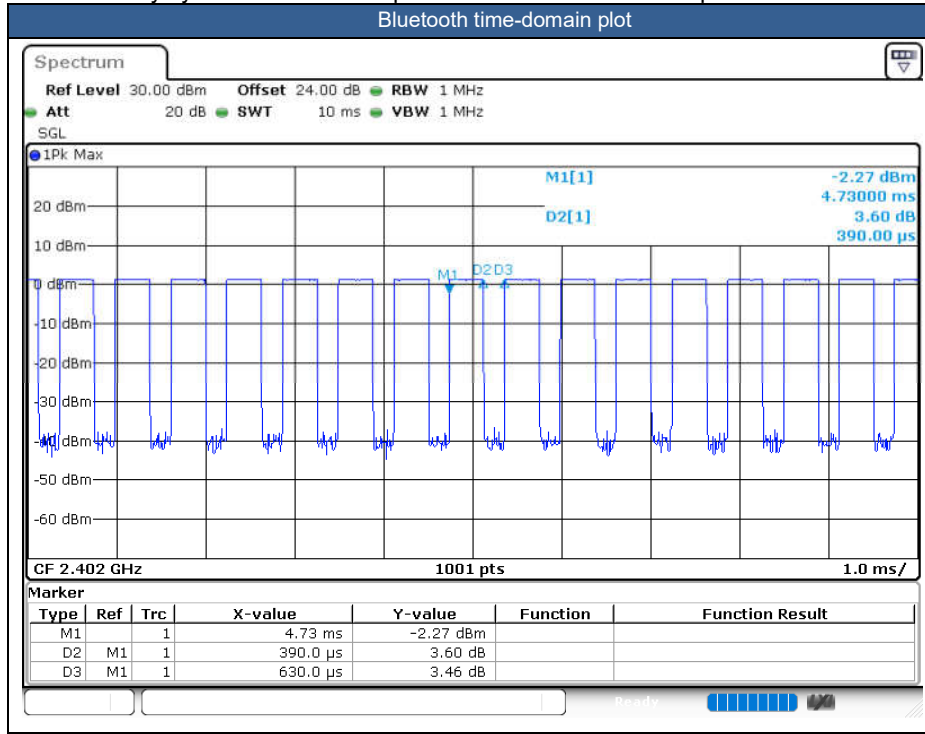 Bluetooth time-domain plot
Spectrum
Ref Level 30.00 dBm Offset 24.00 dB RBW 1 MHz
Att 20 dB SWT 10 ms VBW 1 MHz
SGL
1Pk Max
M1[1] -2.27 dBm
4.73000 ms
20 dBm
D2[1] 3.60 dB
390.00 µs
10 dBm
M1 D2 D3
0 dBm
-10 dBm
-20 dBm
-30 dBm
-40 dBm
-50 dBm
-60 dBm
CF 2.402 GHz 1001 pts 1.0 ms/
Marker
Type Ref Trc X-value Y-value Function Function Result
M1 1 4.73 ms -2.27 dBm
D2 M1 1 390.0 µs 3.60 dB
D3 M1 1 630.0 µs 3.46 dB
Ready